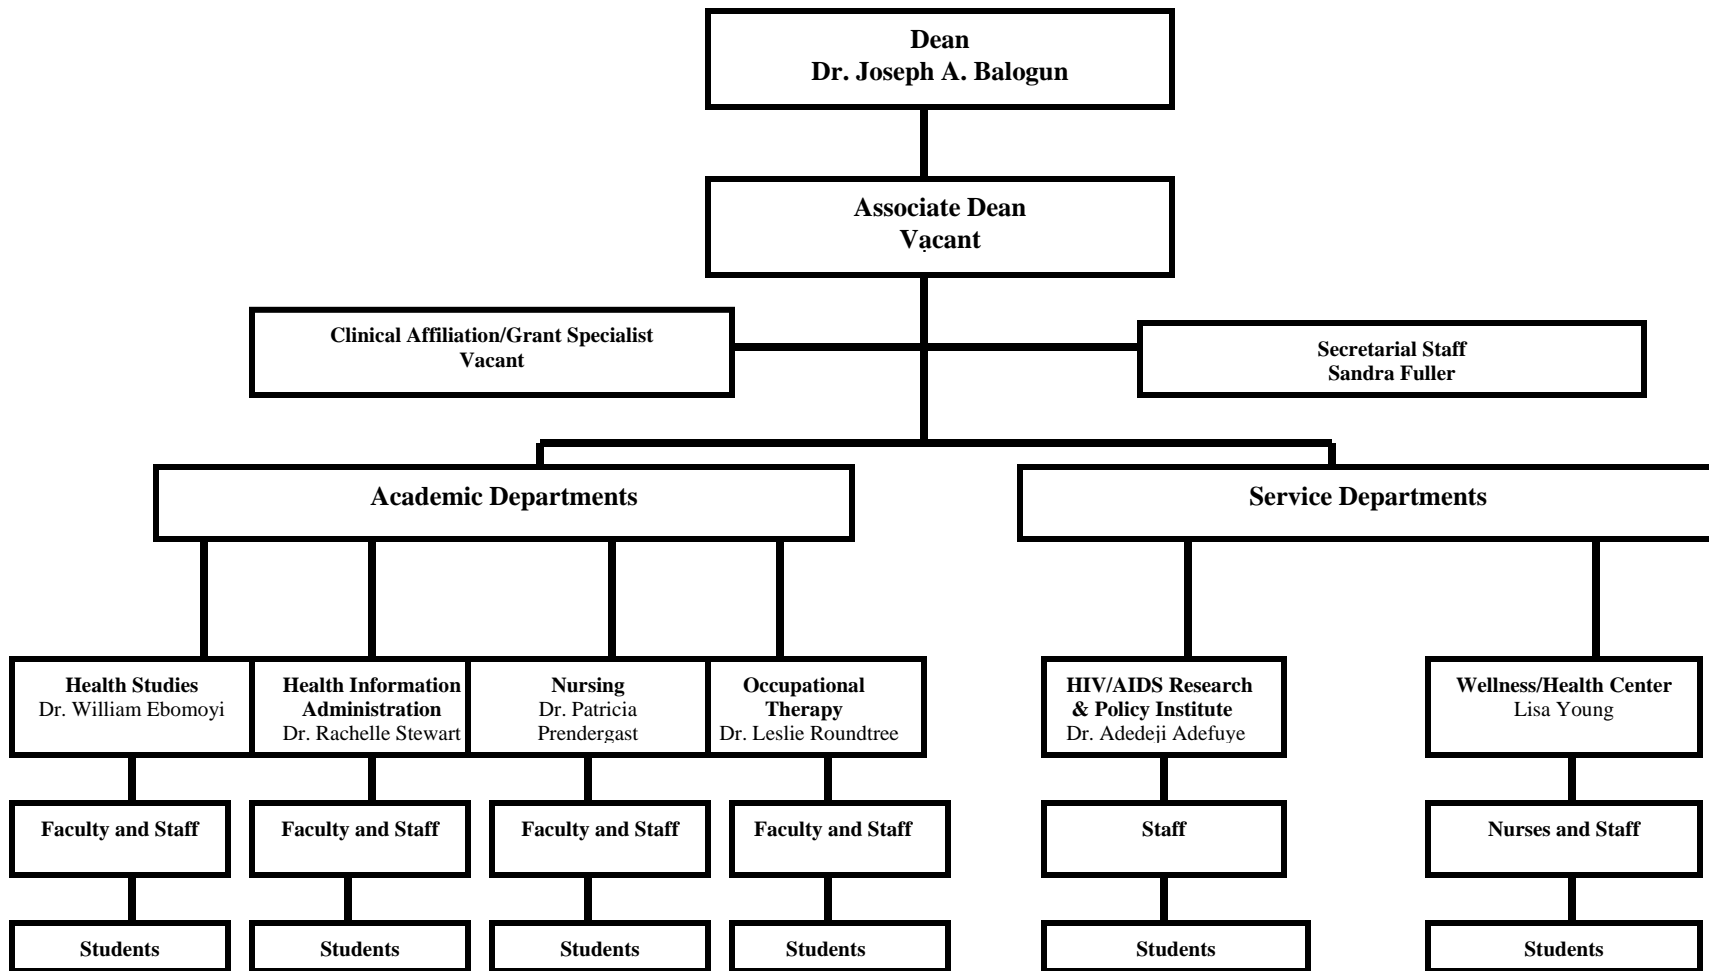 Dean
Dr. Joseph A. Balogun
Associate Dean
Vacant
Clinical Affiliation/Grant Specialist
Vacant
Secretarial Staff
Sandra Fuller
Academic Departments
Service Departments
Health Studies
Dr. William Ebomoyi
Health Information
Administration
Dr. Rachelle Stewart
Nursing
Dr. Patricia
Prendergast
Occupational
Therapy
Dr. Leslie Roundtree
HIV/AIDS Research
& Policy Institute
Dr. Adedeji Adefuye
Wellness/Health Center
Lisa Young
Faculty and Staff
Faculty and Staff
Faculty and Staff
Faculty and Staff
Staff
Nurses and Staff
Students
Students
Students
Students
Students
Students